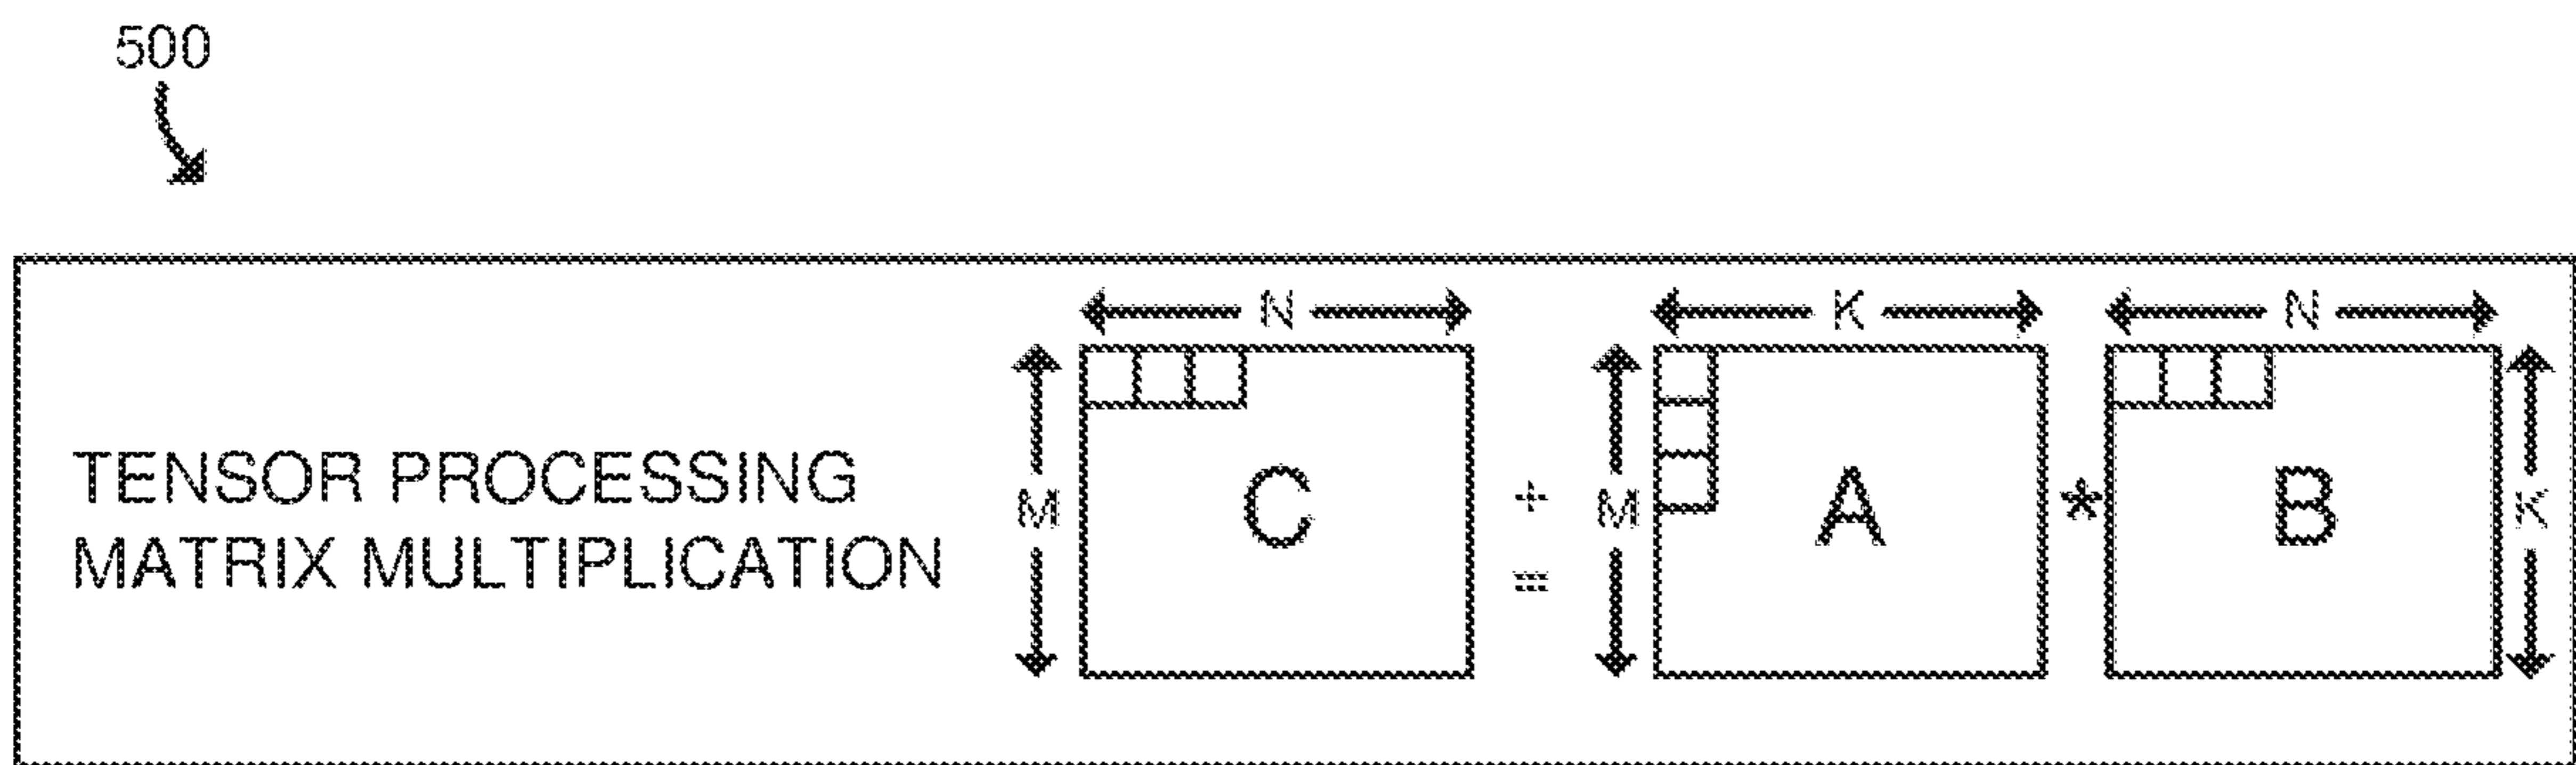 500
N K N
TENSOR PROCESSING
MATRIX MULTIPLICATION
M C + = M A * B K